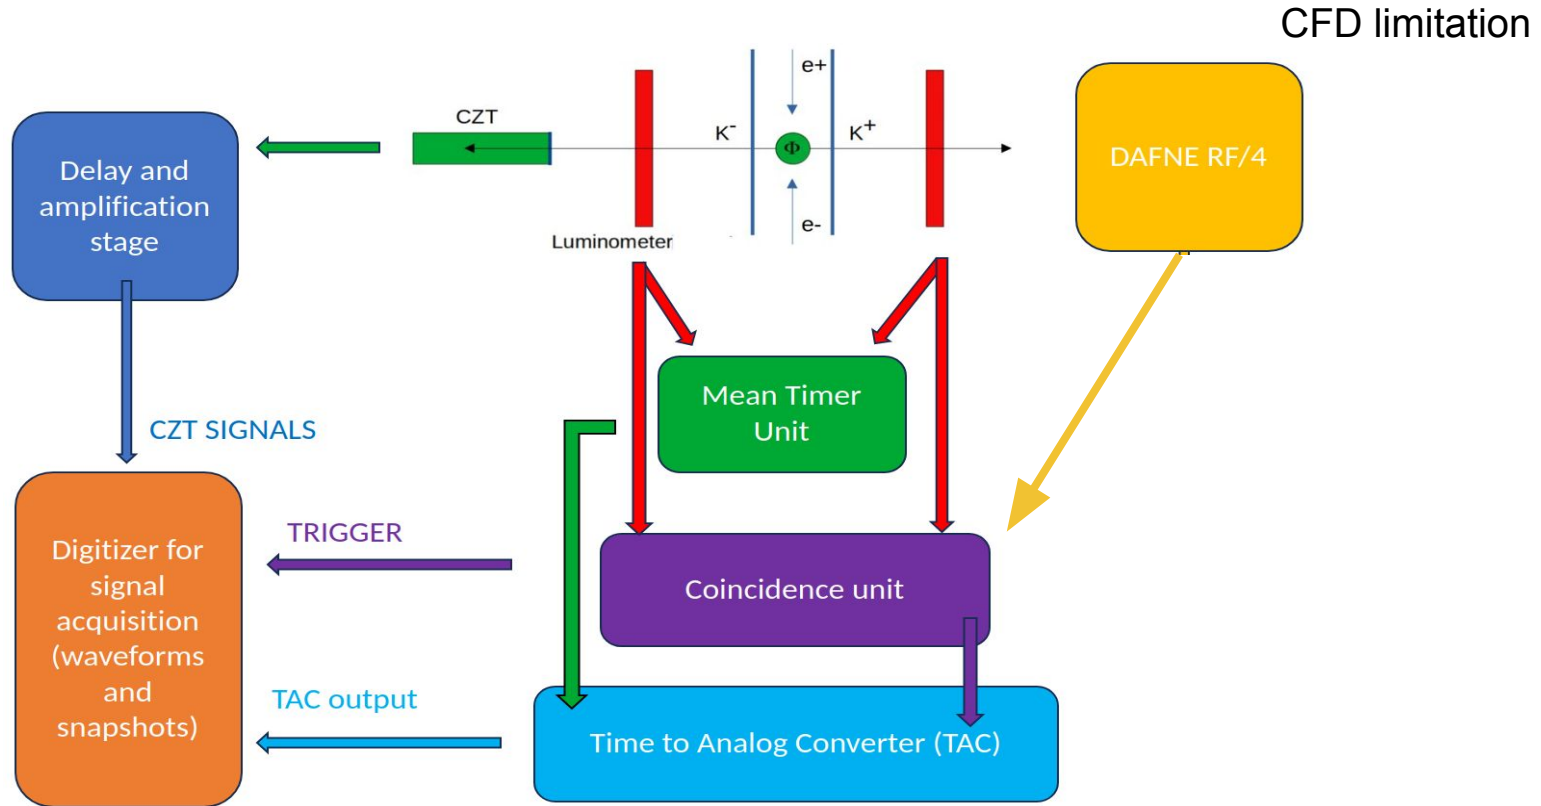 CFD limitation
e+
CZT
K-
Φ
K+
DAFNE RF/4
Delay and
amplification
stage
e-
Luminometer
Mean Timer
Unit
CZT SIGNALS
TRIGGER
Digitizer for
signal
acquisition
(waveforms
and
snapshots)
Coincidence unit
TAC output
Time to Analog Converter (TAC)